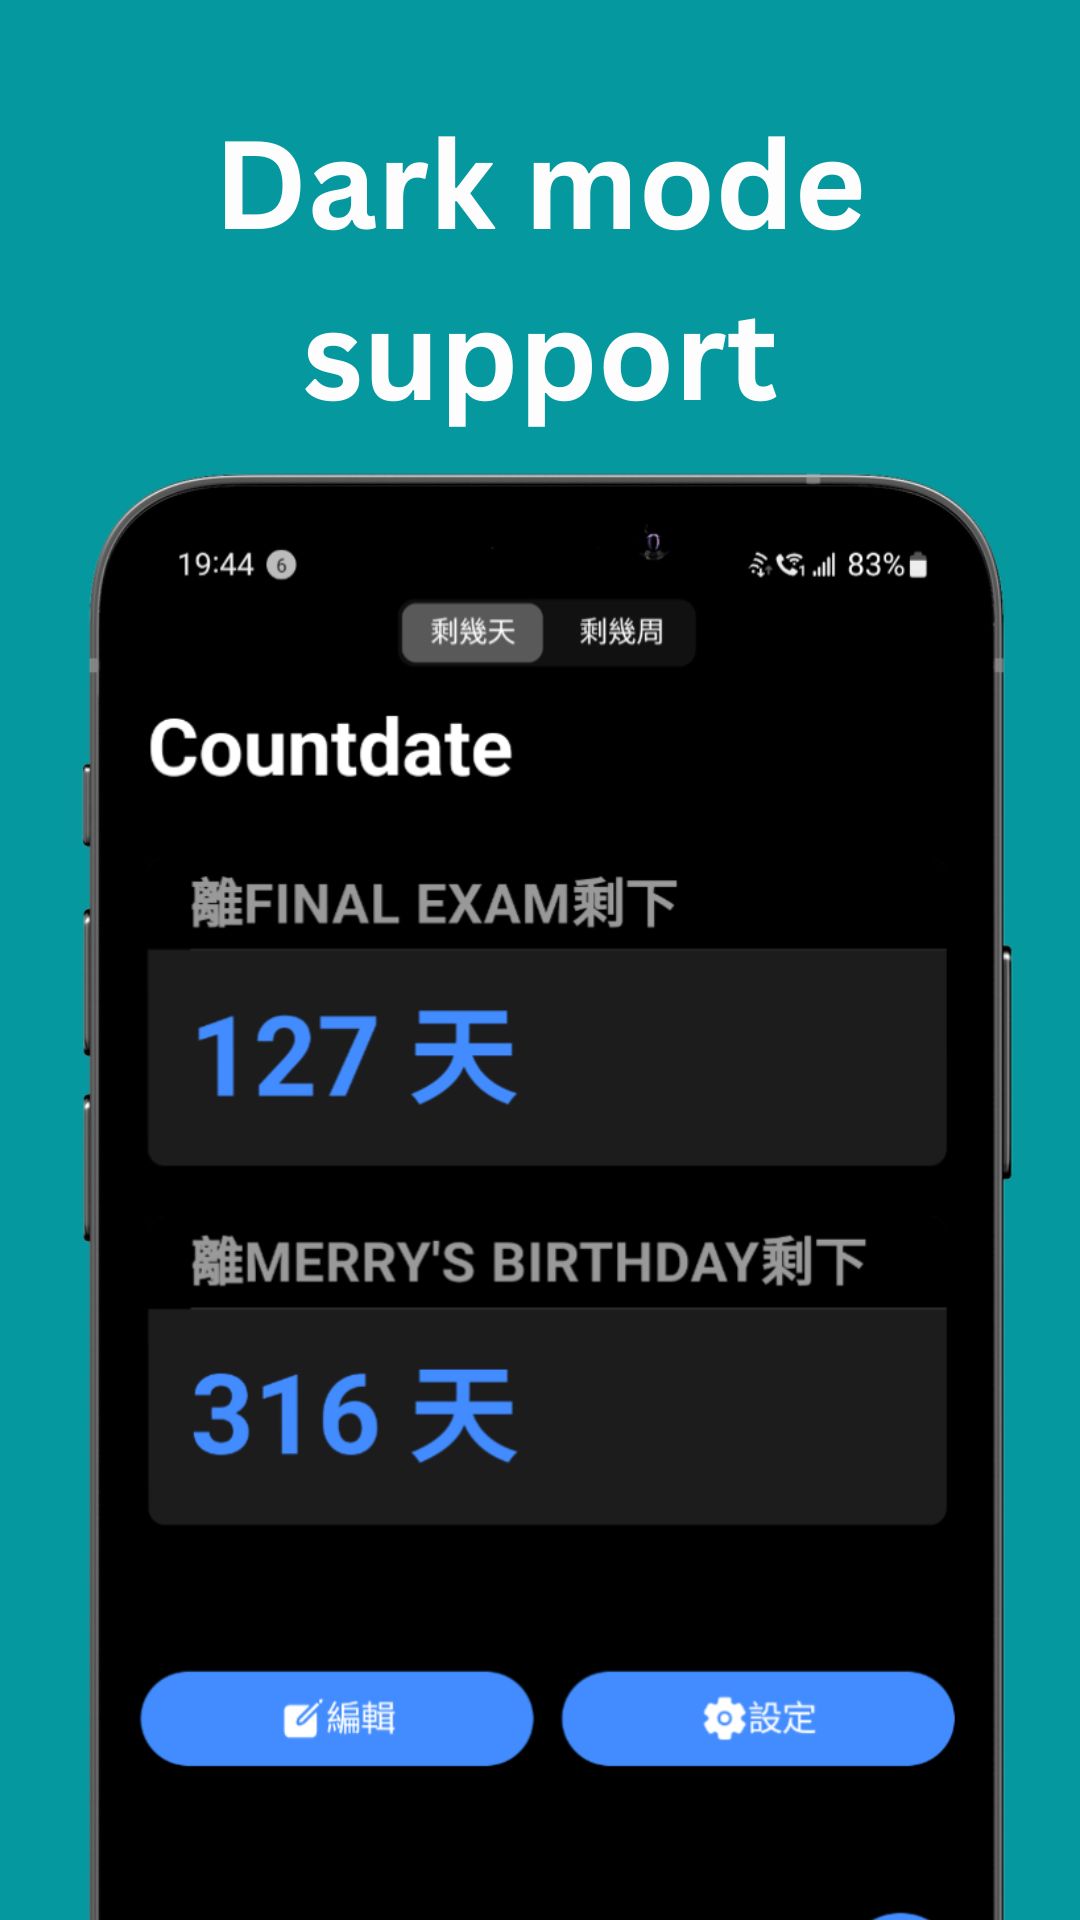 Dark mode
support
19:44 6 83%
剩幾天 剩幾周
Countdate
離FINAL EXAM剩下
127 天
離MERRY'S BIRTHDAY剩下
316 天
編輯 設定